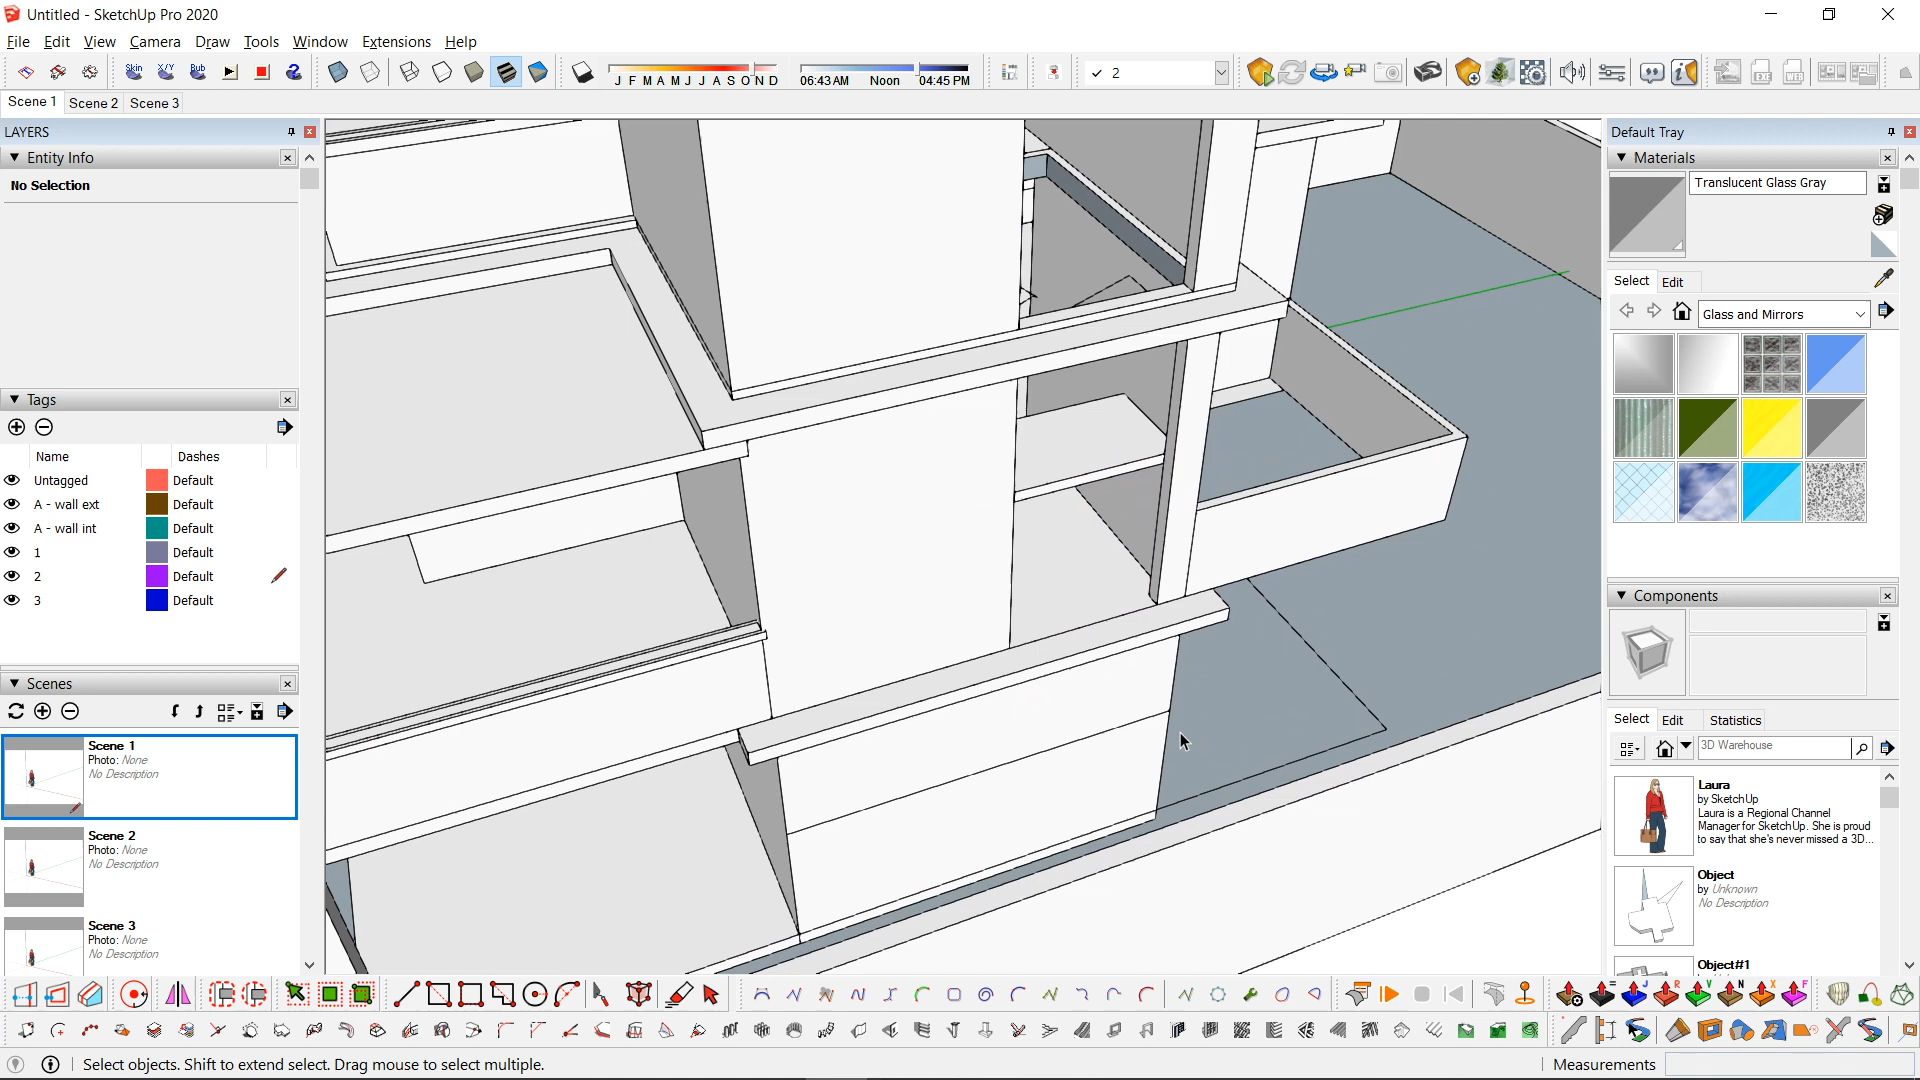 Untitled - SketchUp Pro 2020
File Edit View Camera Draw Tools Window Extensions Help
Skin X/Y Bub
J F M A M J J A S O N D
06:43 AM Noon 04:45 PM
✓ 2
Scene 1 Scene 2 Scene 3
LAYERS
Entity Info
No Selection
Tags
Name Dashes
Untagged Default
A - wall ext Default
A - wall int Default
1 Default
2 Default
3 Default
Scenes
Scene 1
Photo: None
No Description
Scene 2
Photo: None
No Description
Scene 3
Photo: None
No Description
Default Tray
Materials
Translucent Glass Gray
Select Edit
Glass and Mirrors
Components
Select Edit Statistics
3D Warehouse
Laura
by SketchUp
Laura is a Regional Channel
Manager for SketchUp. She is proud
to say that she's never missed a 3D...
Object
by Unknown
No Description
Object#1
Select objects. Shift to extend select. Drag mouse to select multiple.
Measurements